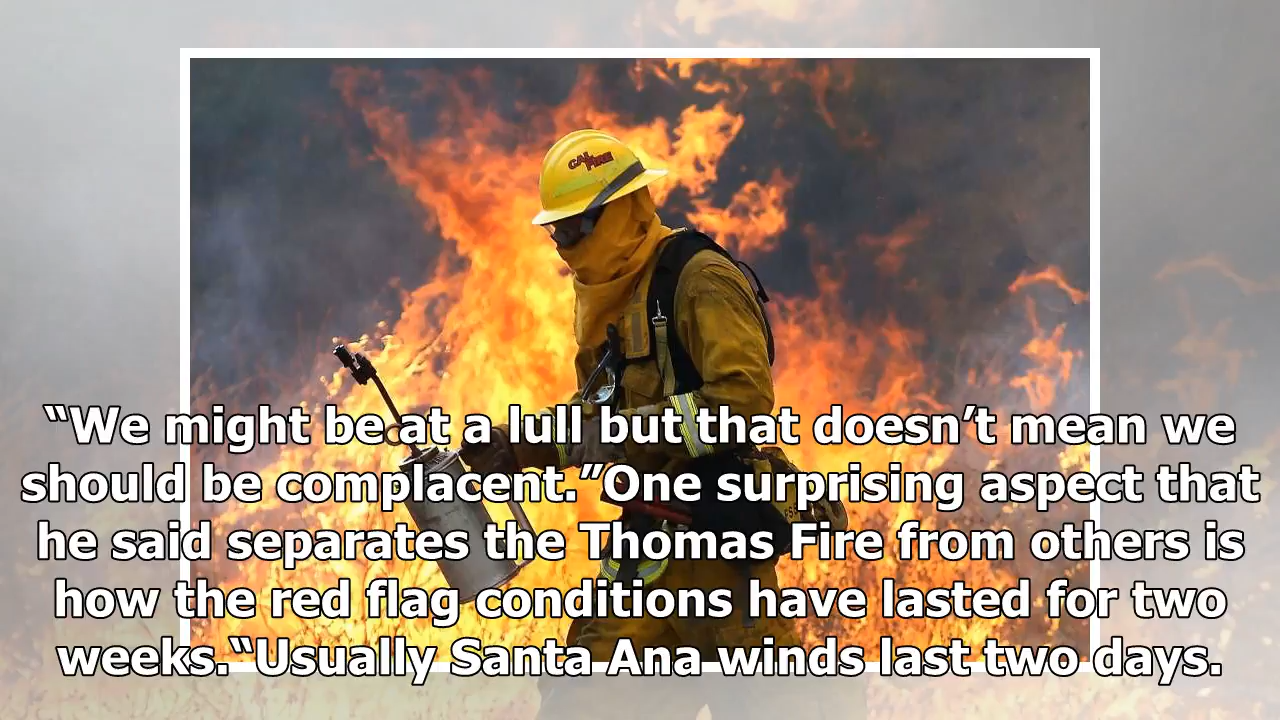 CAL FIRE
“We might be at a lull but that doesn’t mean we
should be complacent.”One surprising aspect that
he said separates the Thomas Fire from others is
how the red flag conditions have lasted for two
weeks.“Usually Santa Ana winds last two days.